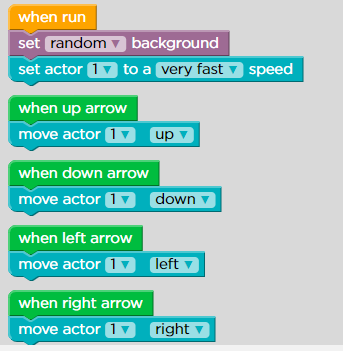 when run
set random ▼ background
set actor 1 ▼ to a very fast ▼ speed
when up arrow
move actor 1 ▼ up ▼
when down arrow
move actor 1 ▼ down ▼
when left arrow
move actor 1 ▼ left ▼
when right arrow
move actor 1 ▼ right ▼